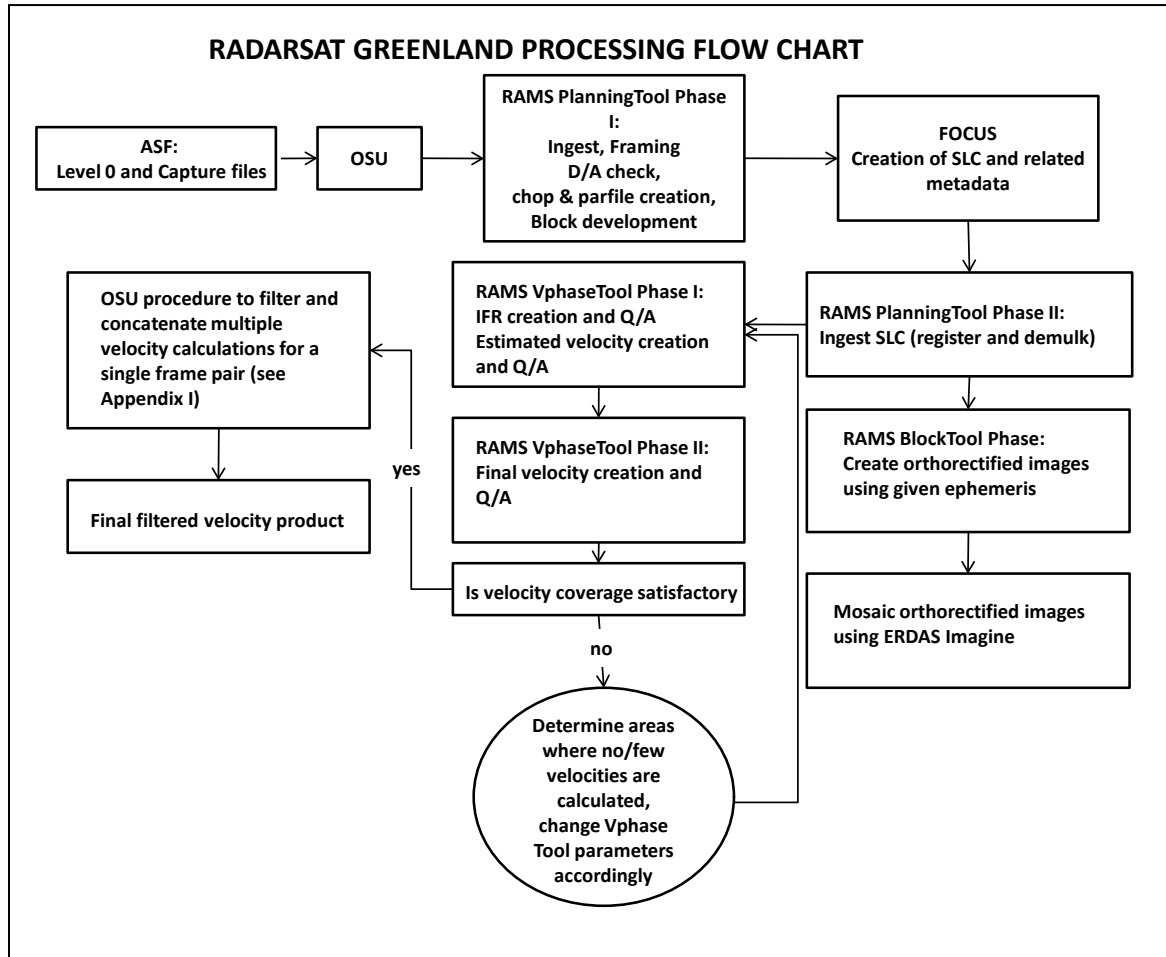 RADARSAT GREENLAND PROCESSING FLOW CHART
ASF:
Level 0 and Capture files
OSU
RAMS PlanningTool Phase
I:
Ingest, Framing
D/A check,
chop & parfile creation,
Block development
FOCUS
Creation of SLC and related
metadata
OSU procedure to filter and
concatenate multiple
velocity calculations for a
single frame pair (see
Appendix I)
RAMS VphaseTool Phase I:
IFR creation and Q/A
Estimated velocity creation
and Q/A
RAMS PlanningTool Phase II:
Ingest SLC (register and demulk)
yes
RAMS VphaseTool Phase II:
Final velocity creation and
Q/A
RAMS BlockTool Phase:
Create orthorectified images
using given ephemeris
Final filtered velocity product
Is velocity coverage satisfactory
Mosaic orthorectified images
using ERDAS Imagine
no
Determine areas
where no/few
velocities are
calculated,
change Vphase
Tool parameters
accordingly